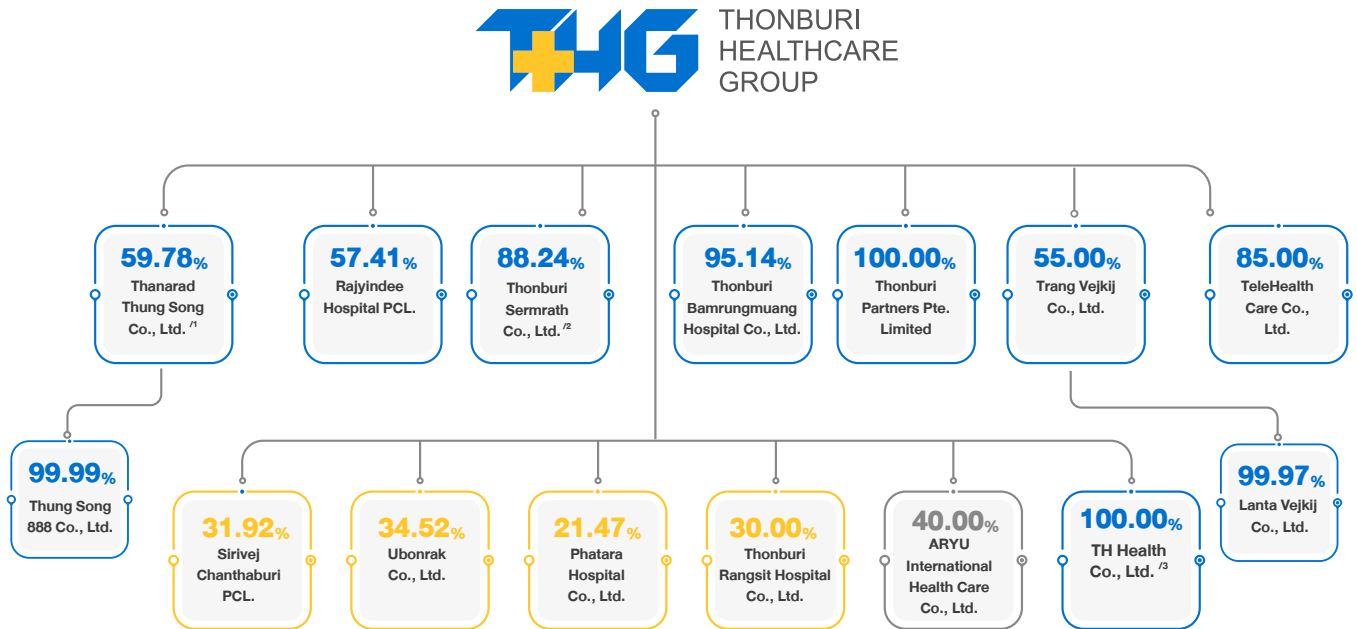 THG
THONBURI
HEALTHCARE
GROUP
59.78%
Thanarad
Thung Song
Co., Ltd. /1
57.41%
Rajyindee
Hospital PCL.
88.24%
Thonburi
Sermrath
Co., Ltd. /2
95.14%
Thonburi
Bamrungmuang
Hospital Co., Ltd.
100.00%
Thonburi
Partners Pte.
Limited
55.00%
Trang Vejkij
Co., Ltd.
85.00%
TeleHealth
Care Co.,
Ltd.
99.99%
Thung Song
888 Co., Ltd.
31.92%
Sirivej
Chanthaburi
PCL.
34.52%
Ubonrak
Co., Ltd.
21.47%
Phatara
Hospital
Co., Ltd.
30.00%
Thonburi
Rangsit Hospital
Co., Ltd.
40.00%
ARYU
International
Health Care
Co., Ltd.
100.00%
TH Health
Co., Ltd. /3
99.97%
Lanta Vejkij
Co., Ltd.